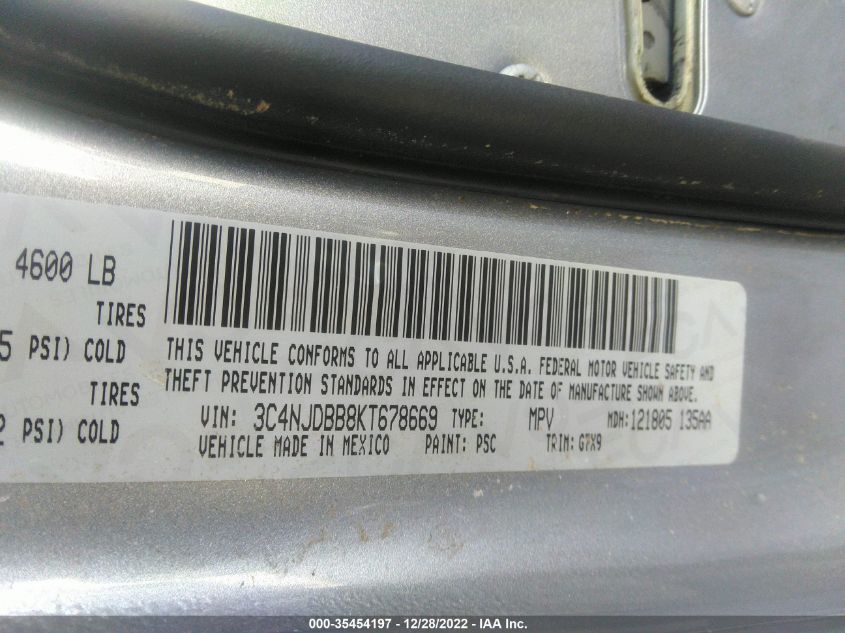 4600 LB
TIRES
5 PSI) COLD
TIRES
2 PSI) COLD
THIS VEHICLE CONFORMS TO ALL APPLICABLE U.S.A. FEDERAL MOTOR VEHICLE SAFETY AND
THEFT PREVENTION STANDARDS IN EFFECT ON THE DATE OF MANUFACTURE SHOWN ABOVE.
VIN: 3C4NJDBB8KT678669 TYPE: MPV MDH:121805 135AA
VEHICLE MADE IN MEXICO PAINT: PSC TRIM: G7X9
000-35454197 - 12/28/2022 - IAA Inc.